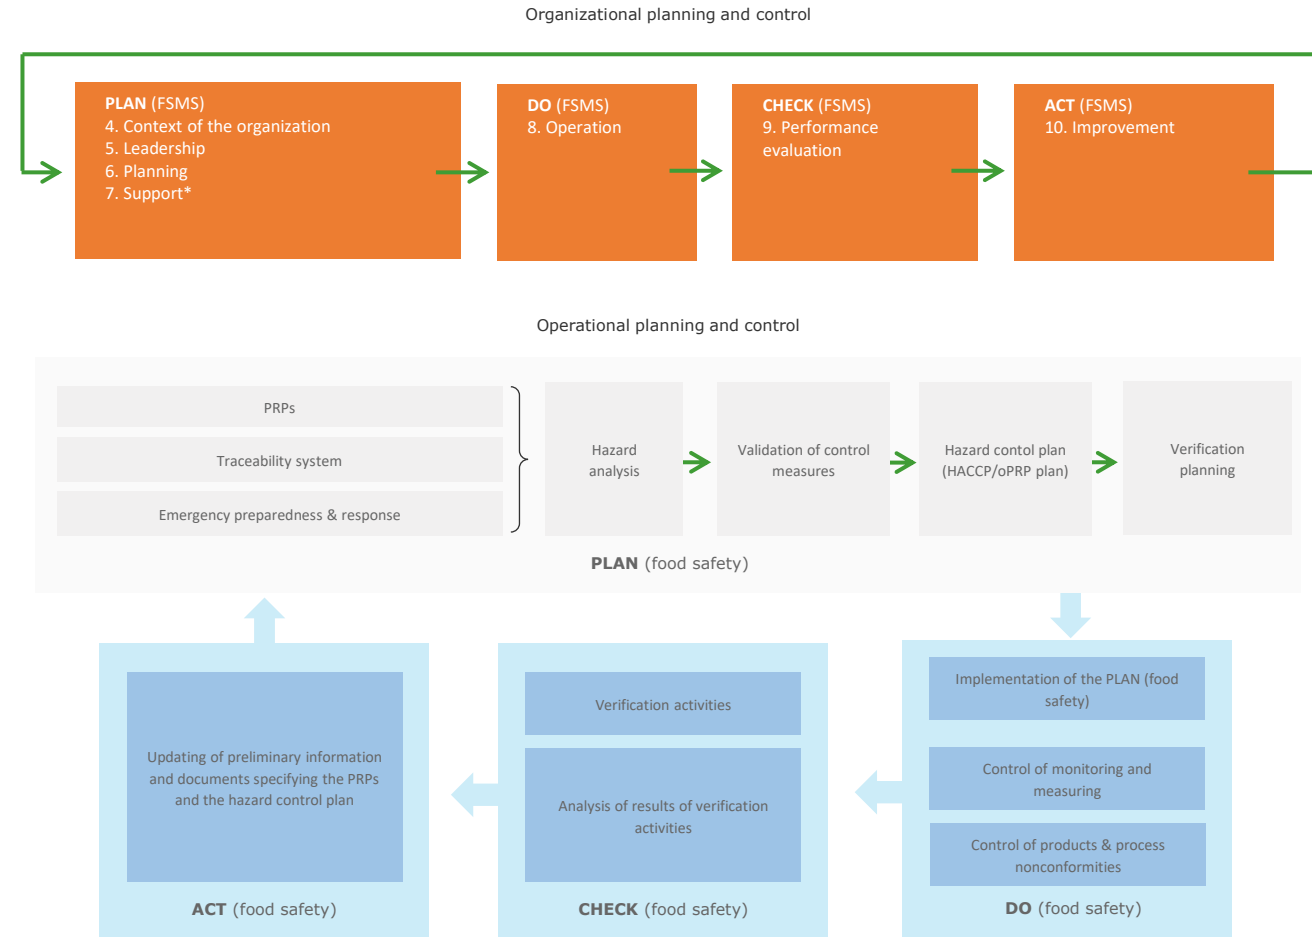 Organizational planning and control
PLAN (FSMS)
4. Context of the organization
5. Leadership
6. Planning
7. Support*
DO (FSMS)
8. Operation
CHECK (FSMS)
9. Performance
evaluation
ACT (FSMS)
10. Improvement
Operational planning and control
PRPs
Traceability system
Emergency preparedness & response
Hazard
analysis
Validation of control
measures
Hazard contol plan
(HACCP/oPRP plan)
Verification
planning
PLAN (food safety)
Updating of preliminary information
and documents specifying the PRPs
and the hazard control plan
ACT (food safety)
Verification activities
Analysis of results of verification
activities
CHECK (food safety)
Implementation of the PLAN (food
safety)
Control of monitoring and
measuring
Control of products & process
nonconformities
DO (food safety)